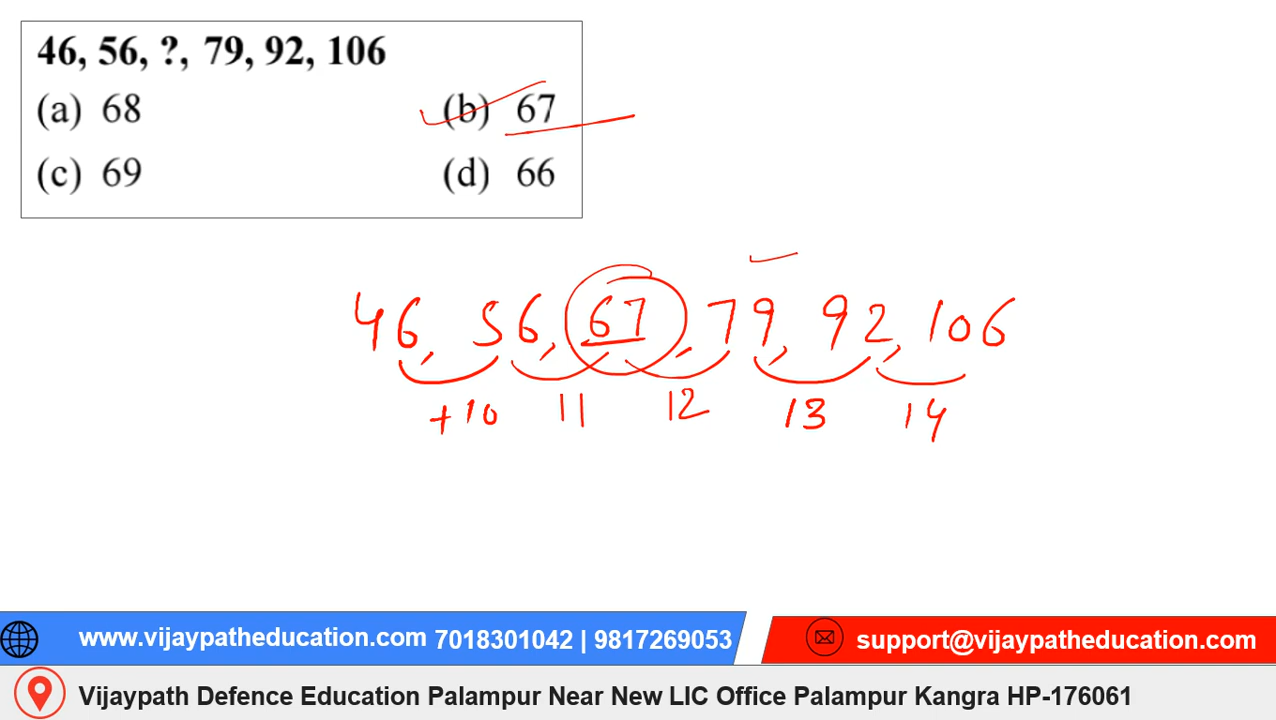 46, 56, ?, 79, 92, 106
(a) 68 (b) 67
(c) 69 (d) 66
46, 56, 67, 79, 92, 106
+10 11 12 13 14
www.vijaypatheducation.com 7018301042 | 9817269053 support@vijaypatheducation.com
Vijaypath Defence Education Palampur Near New LIC Office Palampur Kangra HP-176061